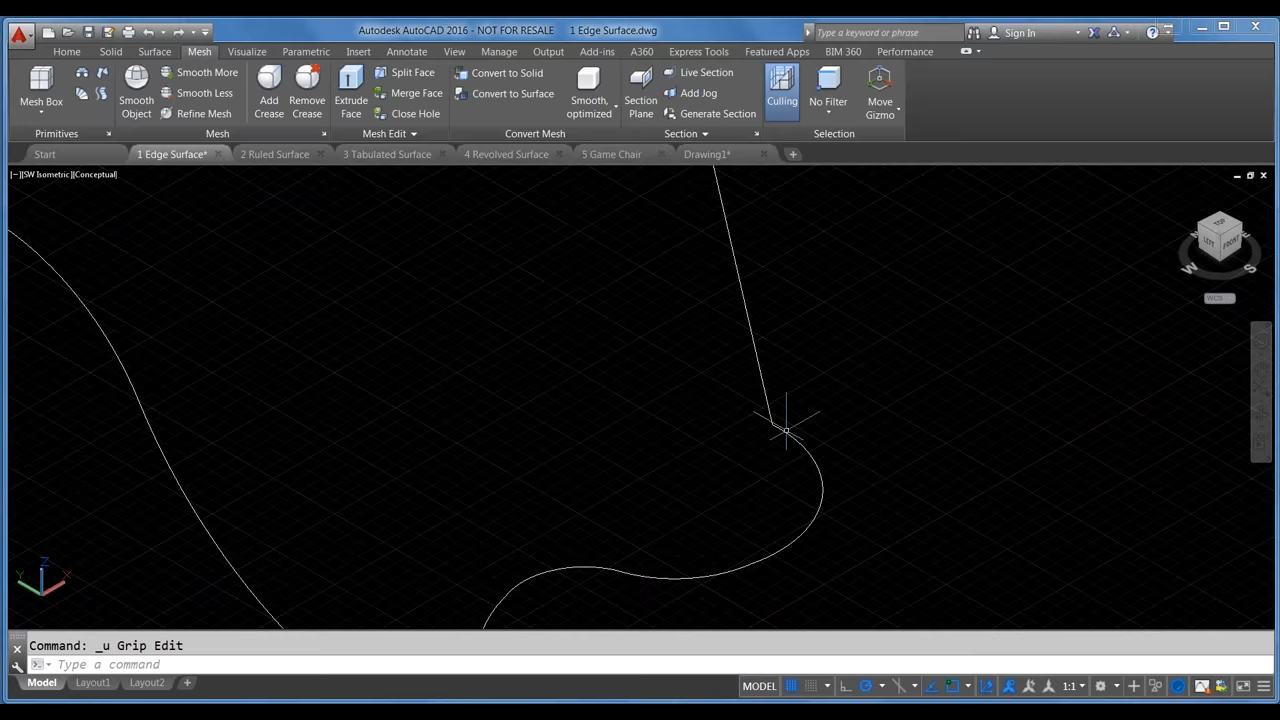 Autodesk AutoCAD 2016 - NOT FOR RESALE 1 Edge Surface.dwg
Type a keyword or phrase
Sign In
Home Solid Surface Mesh Visualize Parametric Insert Annotate View Manage Output Add-ins A360 Express Tools Featured Apps BIM 360 Performance
Mesh Box
Smooth Object
Smooth More
Smooth Less
Refine Mesh
Add Crease
Remove Crease
Extrude Face
Split Face
Merge Face
Close Hole
Convert to Solid
Convert to Surface
Smooth, optimized
Section Plane
Live Section
Add Jog
Generate Section
Culling
No Filter
Move Gizmo
Primitives Mesh Mesh Edit Convert Mesh Section Selection
Start 1 Edge Surface* 2 Ruled Surface 3 Tabulated Surface 4 Revolved Surface 5 Game Chair Drawing1*
[−][SW Isometric][Conceptual]
TOP
LEFT FRONT
W S
WCS
Z
Y X
Command: _u Grip Edit
Type a command
Model Layout1 Layout2
MODEL 1:1